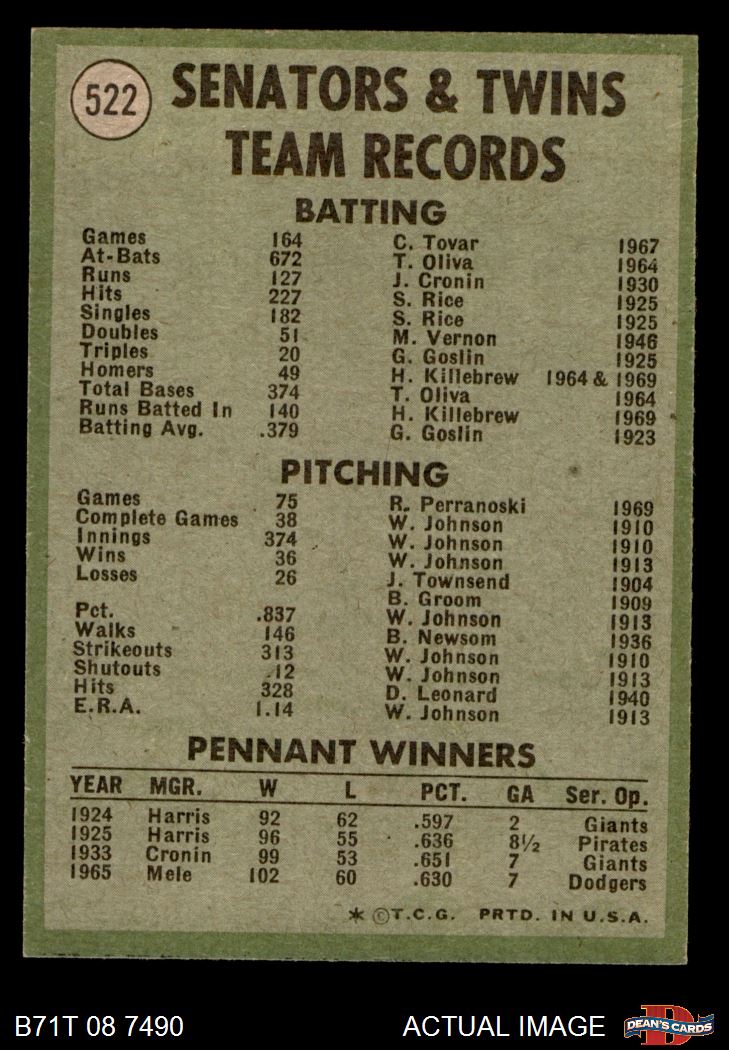 522
SENATORS & TWINS
TEAM RECORDS
BATTING
Games 164 C. Tovar 1967
At-Bats 672 T. Oliva 1964
Runs 127 J. Cronin 1930
Hits 227 S. Rice 1925
Singles 182 S. Rice 1925
Doubles 51 M. Vernon 1946
Triples 20 G. Goslin 1925
Homers 49 H. Killebrew 1964 & 1969
Total Bases 374 T. Oliva 1964
Runs Batted In 140 H. Killebrew 1969
Batting Avg. .379 G. Goslin 1923
PITCHING
Games 75 R. Perranoski 1969
Complete Games 38 W. Johnson 1910
Innings 374 W. Johnson 1910
Wins 36 W. Johnson 1913
Losses 26 J. Townsend 1904
B. Groom 1909
Pct. .837 W. Johnson 1913
Walks 146 B. Newsom 1936
Strikeouts 313 W. Johnson 1910
Shutouts 12 W. Johnson 1913
Hits 328 D. Leonard 1940
E.R.A. 1.14 W. Johnson 1913
PENNANT WINNERS
YEAR MGR. W L PCT. GA Ser. Op.
1924 Harris 92 62 .597 2 Giants
1925 Harris 96 55 .636 8½ Pirates
1933 Cronin 99 53 .651 7 Giants
1965 Mele 102 60 .630 7 Dodgers
* ©T.C.G. PRTD. IN U.S.A.
B71T 08 7490 ACTUAL IMAGE
D
DEAN'S CARDS